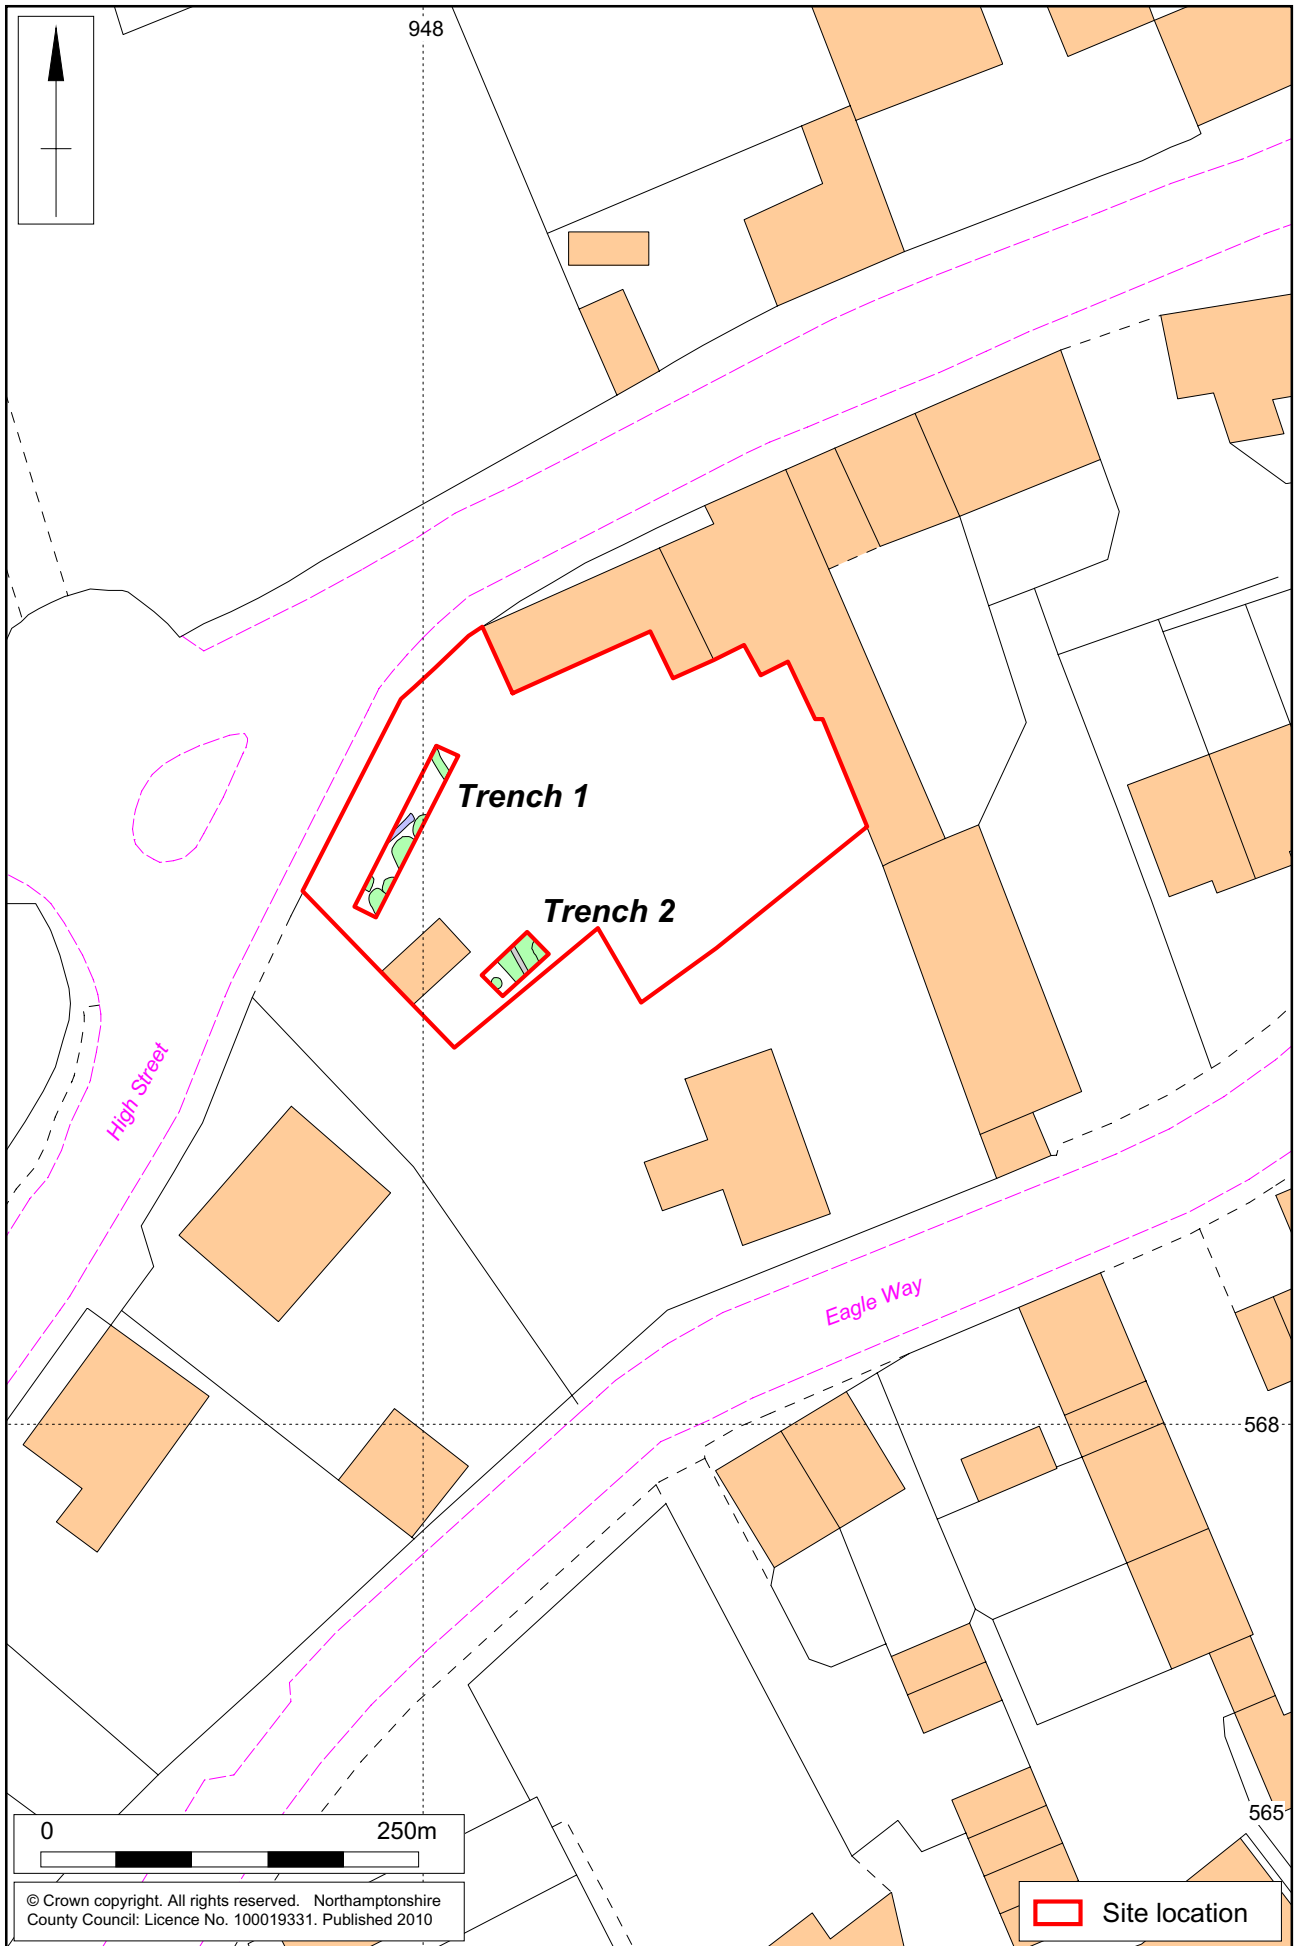 948
Trench 1
Trench 2
High Street
Eagle Way
568
565
0 250m
© Crown copyright. All rights reserved. Northamptonshire
County Council: Licence No. 100019331. Published 2010
Site location